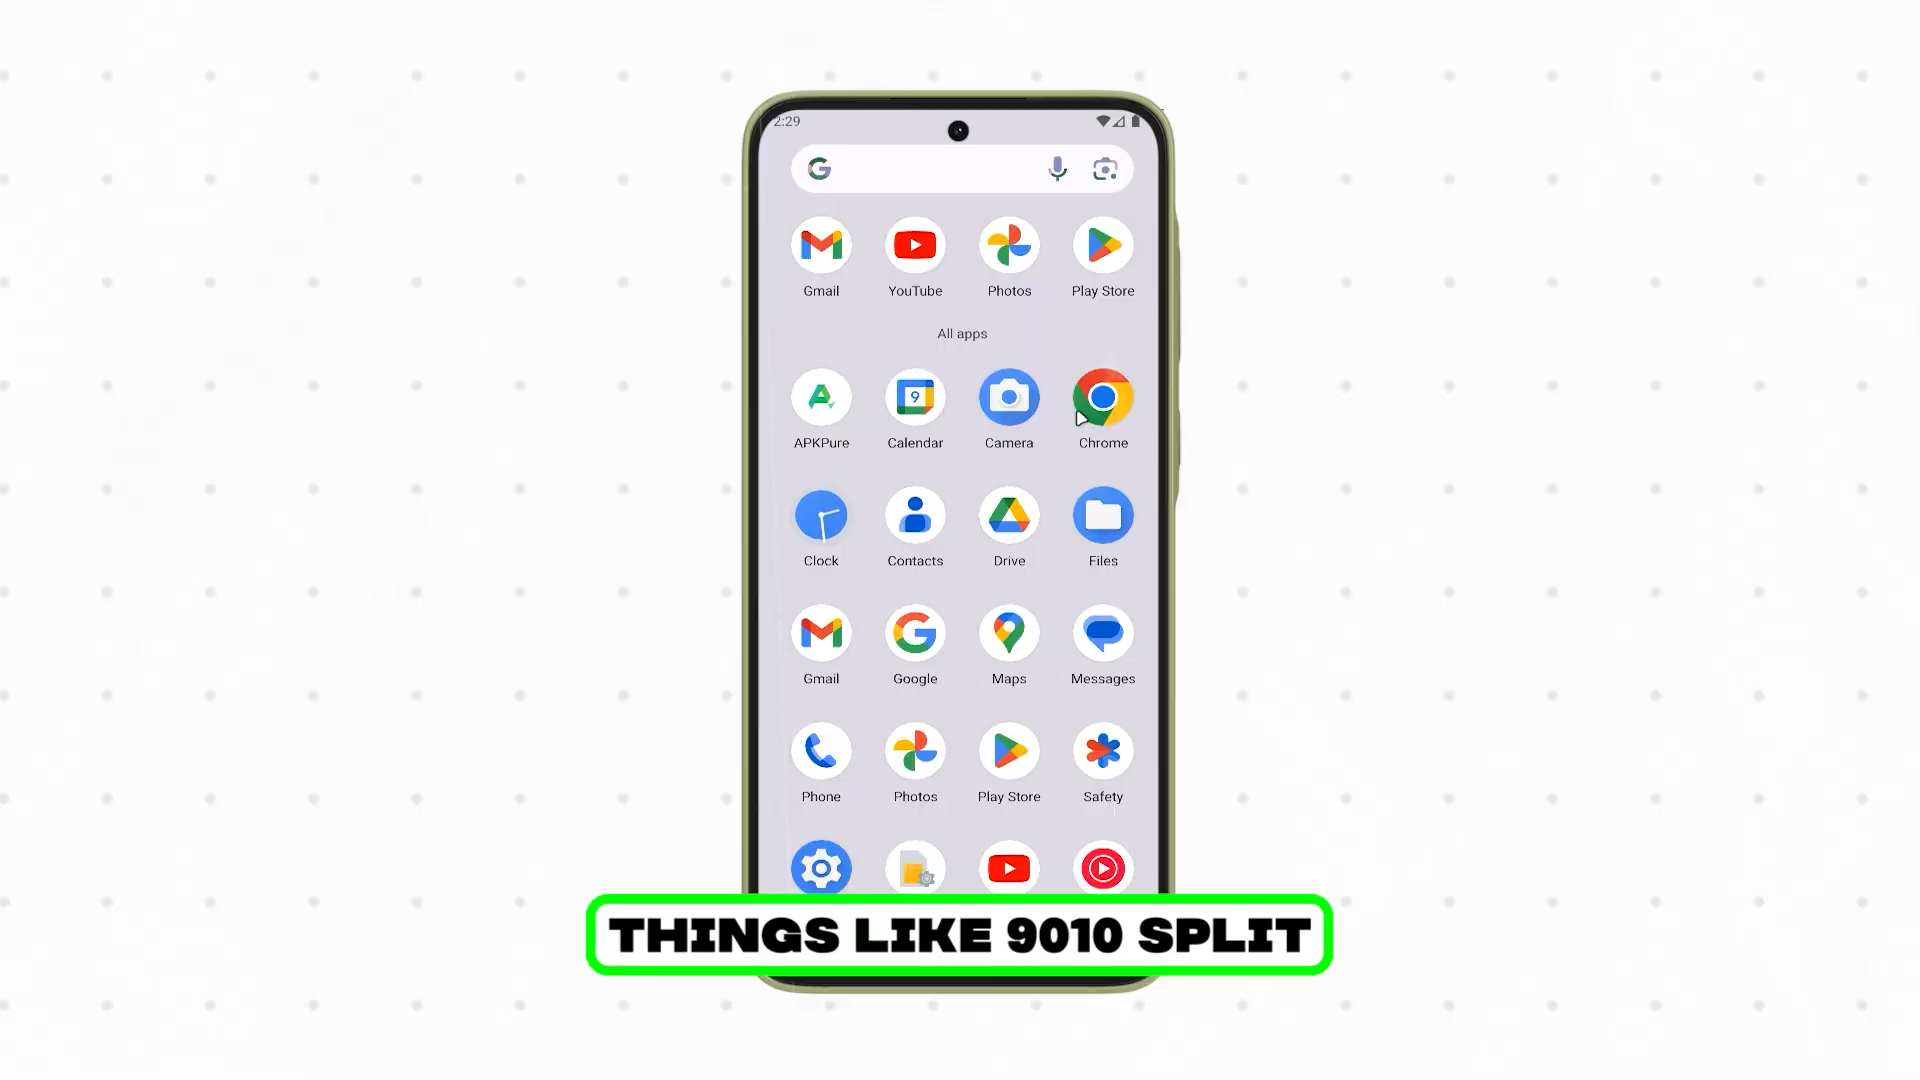 2:29
Gmail YouTube Photos Play Store
All apps
9
APKPure Calendar Camera Chrome
Clock Contacts Drive Files
Gmail Google Maps Messages
Phone Photos Play Store Safety
THINGS LIKE 9010 SPLIT